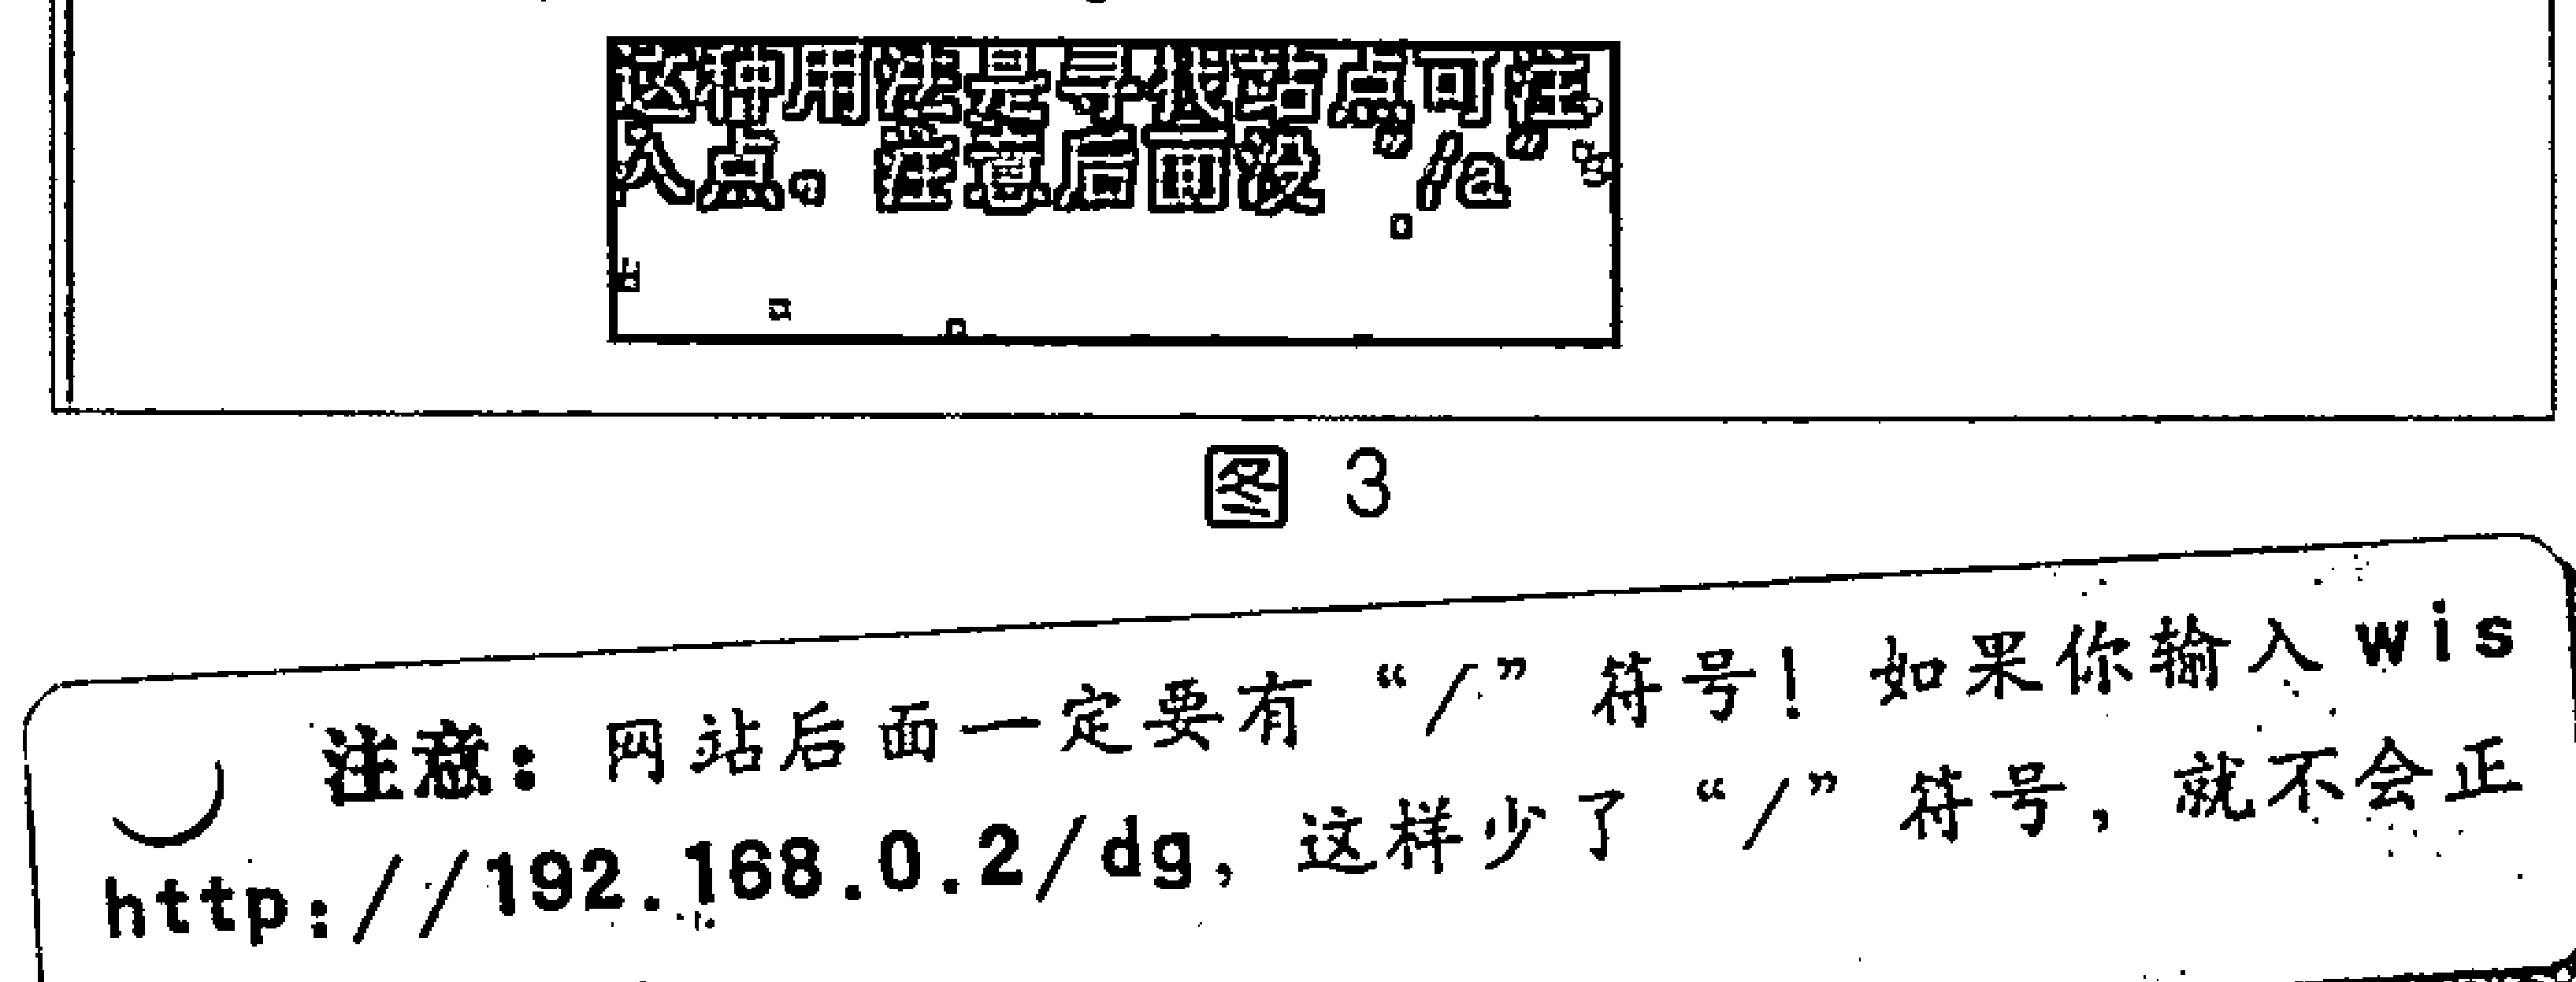 这种用法是寻找站点可注
入点。注意后面没“/a”
图 3
注意：网站后面一定要有“/”符号！如果你输入wis
http://192.168.0.2/dg，这样少了“/”符号，就不会正